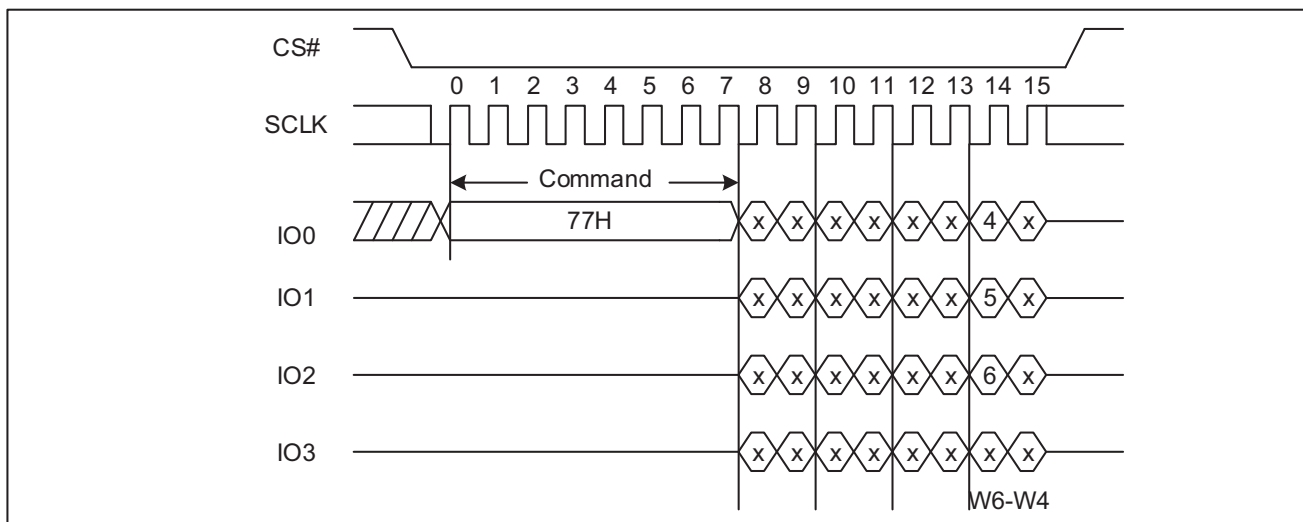 CS#
0 1 2 3 4 5 6 7 8 9 10 11 12 13 14 15
SCLK
Command
IO0 77H x x x x x x 4 x
IO1 x x x x x x 5 x
IO2 x x x x x x 6 x
IO3 x x x x x x x x
W6-W4